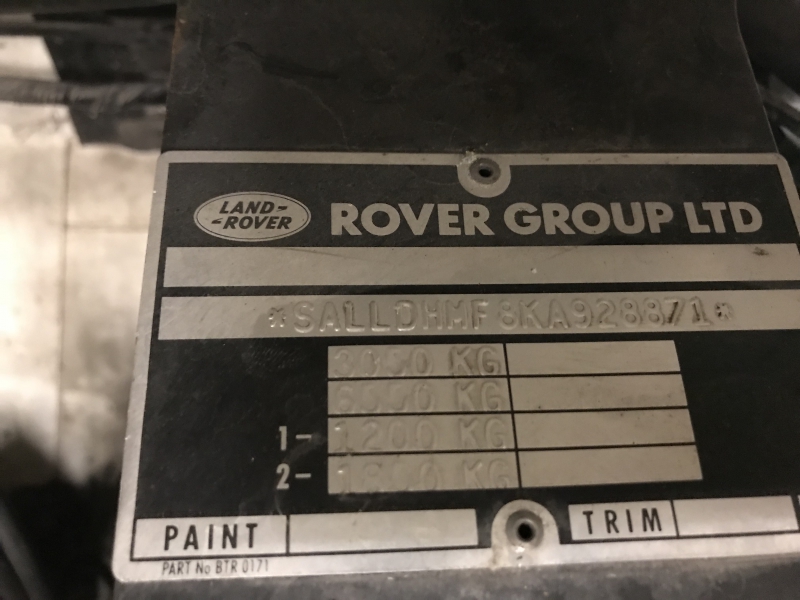 LAND-
-ROVER
ROVER GROUP LTD
*SALLDHMF8KA928871*
3050 KG
KG
1- 1200 KG
2- KG
PAINT
TRIM
PART No BTR 0171